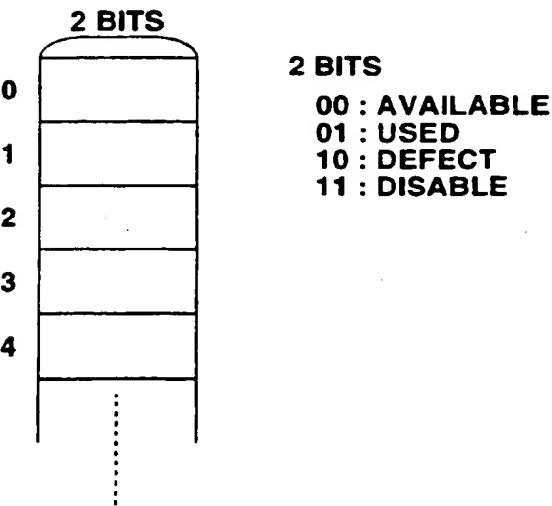 2 BITS
0
1
2
3
4
2 BITS
00 : AVAILABLE
01 : USED
10 : DEFECT
11 : DISABLE